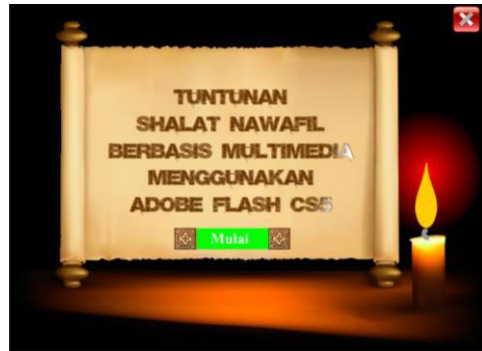 TUNTUNAN
SHALAT NAWAFIL
BERBASIS MULTIMEDIA
MENGGUNAKAN
ADOBE FLASH CS5
Mulai